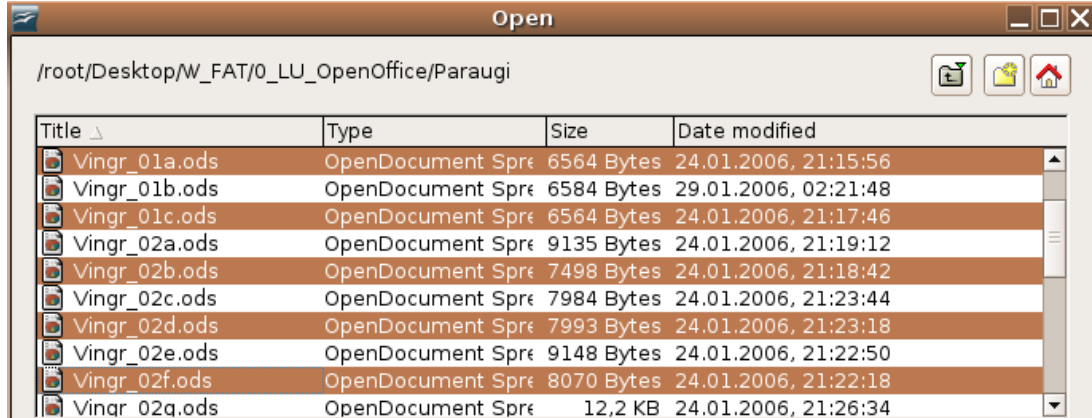 Open
/root/Desktop/W_FAT/0_LU_OpenOffice/Paraugi
Title Type Size Date modified
Vingr_01a.ods OpenDocument Spre 6564 Bytes 24.01.2006, 21:15:56
Vingr_01b.ods OpenDocument Spre 6584 Bytes 29.01.2006, 02:21:48
Vingr_01c.ods OpenDocument Spre 6564 Bytes 24.01.2006, 21:17:46
Vingr_02a.ods OpenDocument Spre 9135 Bytes 24.01.2006, 21:19:12
Vingr_02b.ods OpenDocument Spre 7498 Bytes 24.01.2006, 21:18:42
Vingr_02c.ods OpenDocument Spre 7984 Bytes 24.01.2006, 21:23:44
Vingr_02d.ods OpenDocument Spre 7993 Bytes 24.01.2006, 21:23:18
Vingr_02e.ods OpenDocument Spre 9148 Bytes 24.01.2006, 21:22:50
Vingr_02f.ods OpenDocument Spre 8070 Bytes 24.01.2006, 21:22:18
Vingr_02g.ods OpenDocument Spre 12,2 KB 24.01.2006, 21:26:34